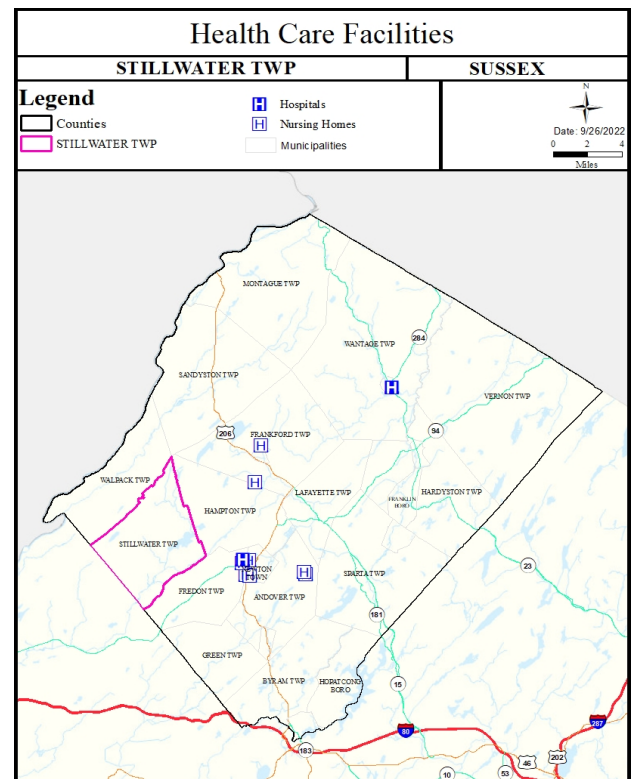 Health Care Facilities
STILLWATER TWP
SUSSEX
Legend
Counties
STILLWATER TWP
H Hospitals
H Nursing Homes
Municipalities
N
Date: 9/26/2022
0 2 4
Miles
MONTAGUE TWP
WANTAGE TWP
284
SANDYSTON TWP
H
VERNON TWP
206
FRANKFORD TWP
94
H
WALPACK TWP
H
LAFAYETTE TWP
HARDYSTON TWP
FRANKLIN
BORO
HAMPTON TWP
STILLWATER TWP
H
H
NEWTON
TOWN
H
SPARTA TWP
23
FREDON TWP
ANDOVER TWP
181
GREEN TWP
BYRAM TWP
HOPATCONG
BORO
15
80
287
183
46
202
10
53